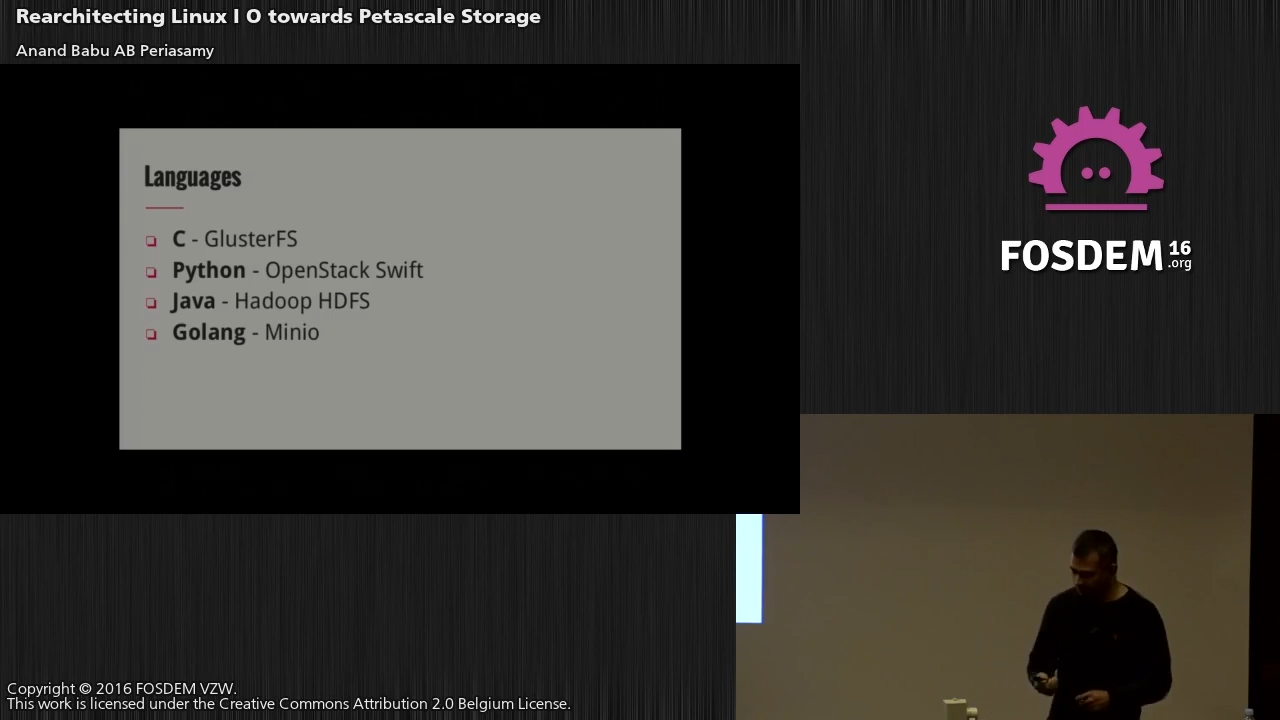 Rearchitecting Linux I O towards Petascale Storage
Anand Babu AB Periasamy
Languages
C - GlusterFS
Python - OpenStack Swift
Java - Hadoop HDFS
Golang - Minio
FOSDEM 16
.org
Copyright © 2016 FOSDEM VZW.
This work is licensed under the Creative Commons Attribution 2.0 Belgium License.